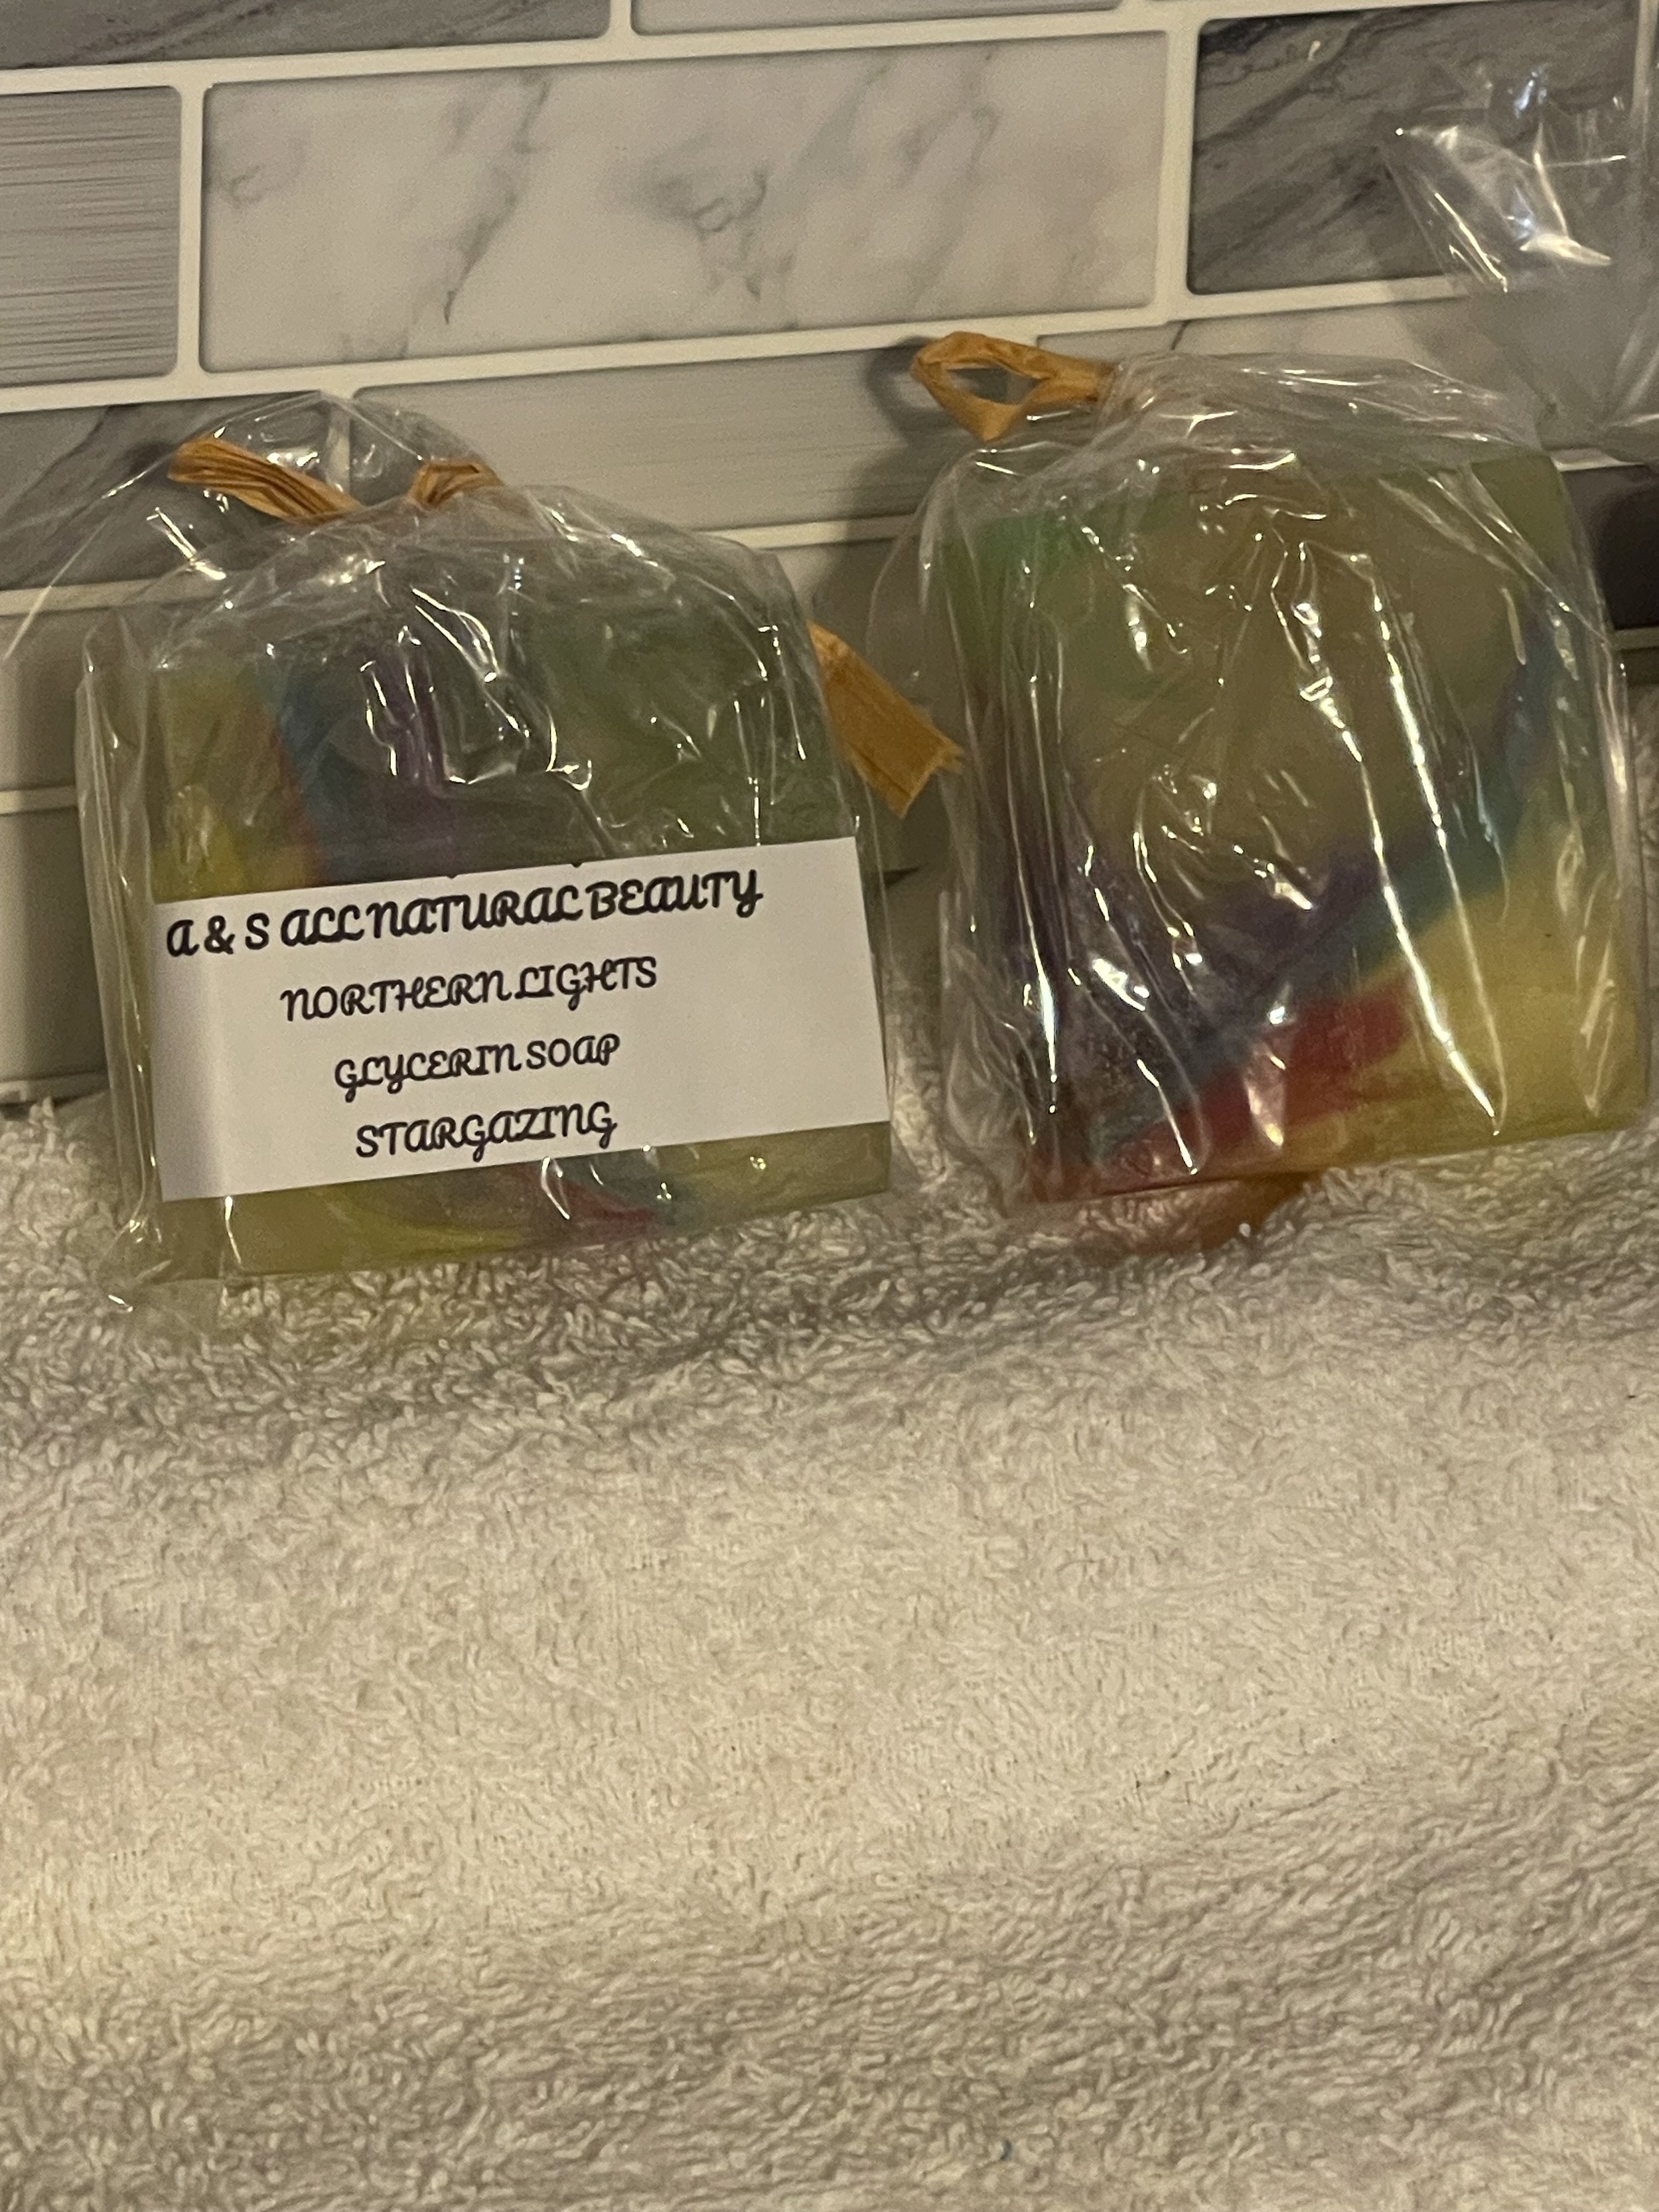 A & S ALL NATURAL BEAUTY
NORTHERN LIGHTS
GLYCERIN SOAP
STARGAZING